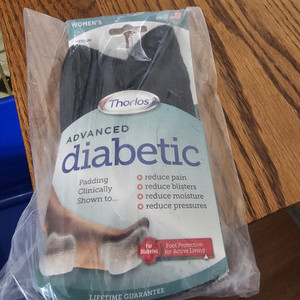 WOMEN'S
Thorlos
ADVANCED
diabetic
Padding
Clinically
Shown to...
reduce pain
reduce blisters
reduce moisture
reduce pressures
For
Diabetics
Foot Protection
for Active Living
LIFETIME GUARANTEE